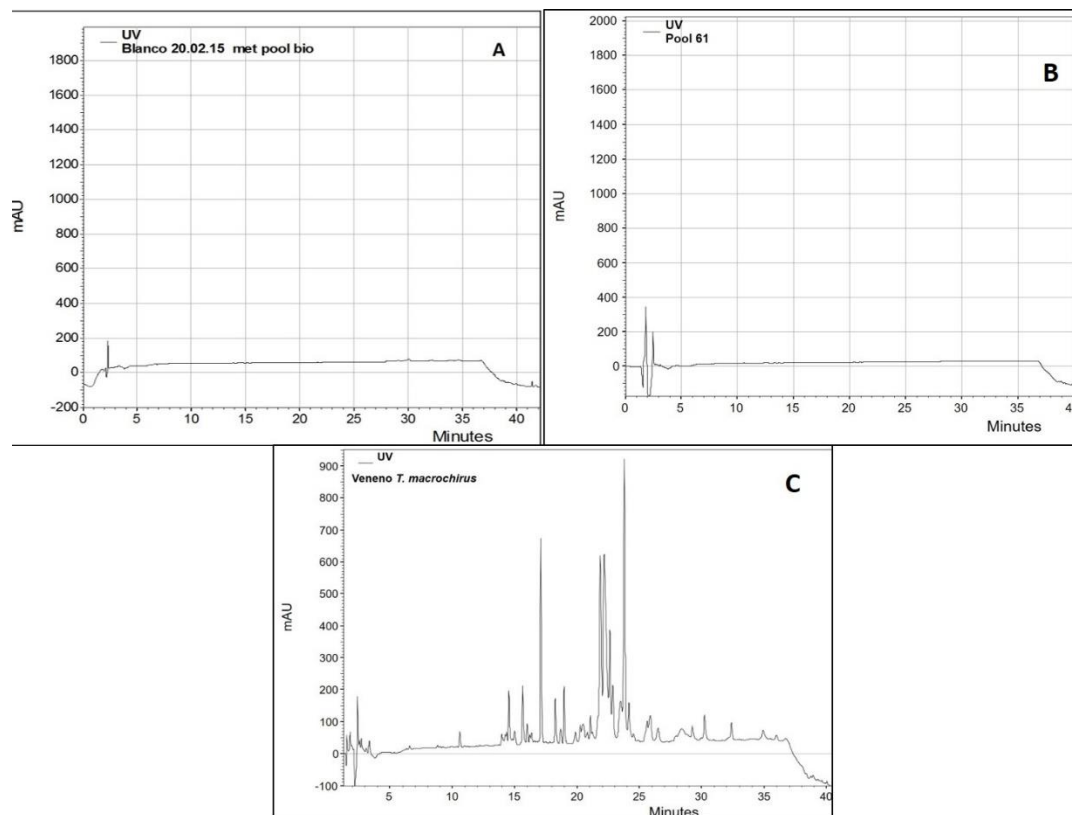 UV
Blanco 20.02.15 met pool bio
A
1800
1600
1400
1200
1000
800
600
400
200
0
-200
mAU
0 5 10 15 20 25 30 35 40
Minutes
UV
Pool 61
B
2000
1800
1600
1400
1200
1000
800
600
400
200
0
-200
mAU
0 5 10 15 20 25 30 35 40
Minutes
UV
Veneno T. macrochirus
C
900
800
700
600
500
400
300
200
100
0
-100
mAU
5 10 15 20 25 30 35 40
Minutes